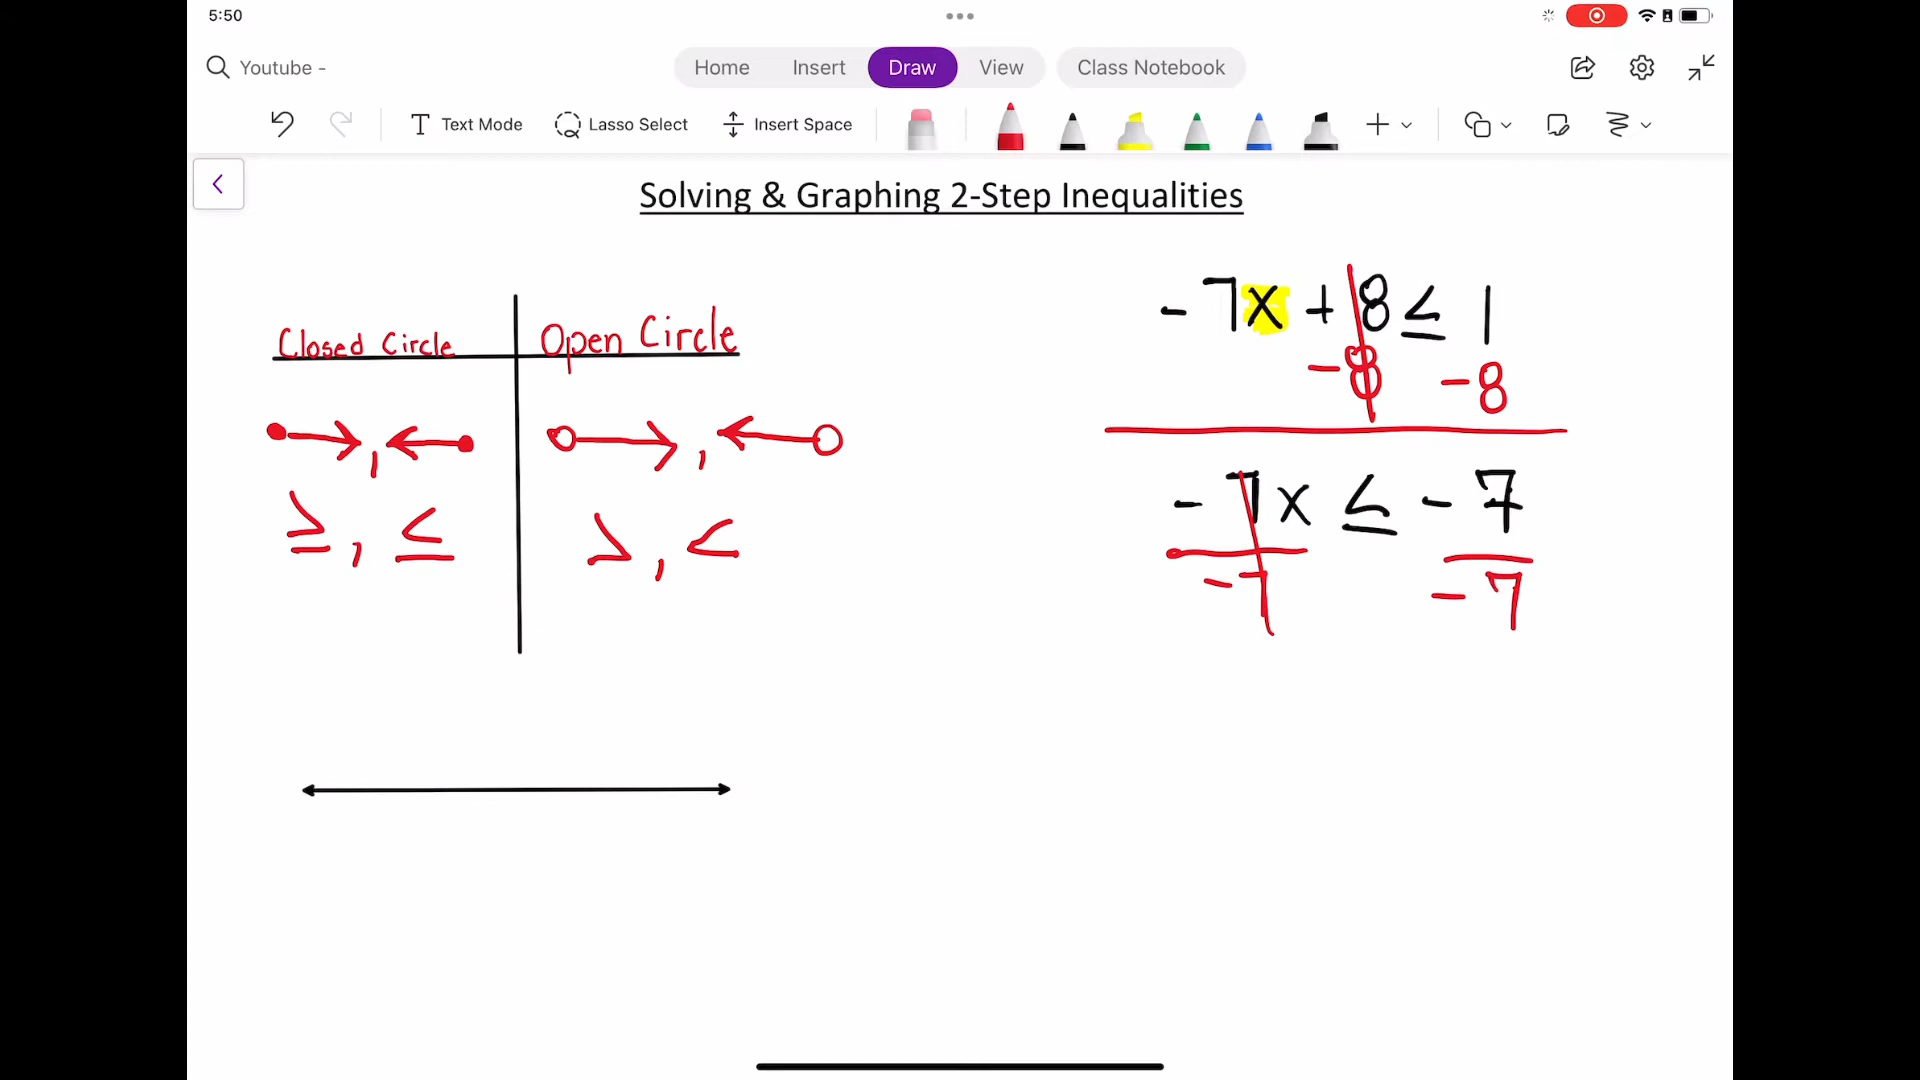 5:50
Youtube -
Home Insert Draw View Class Notebook
Text Mode Lasso Select Insert Space
Solving & Graphing 2-Step Inequalities
Closed Circle Open Circle
≥, ≤ >, <
-7x + 8 ≤ 1
-8 -8
-7x ≤ -7
-7 -7